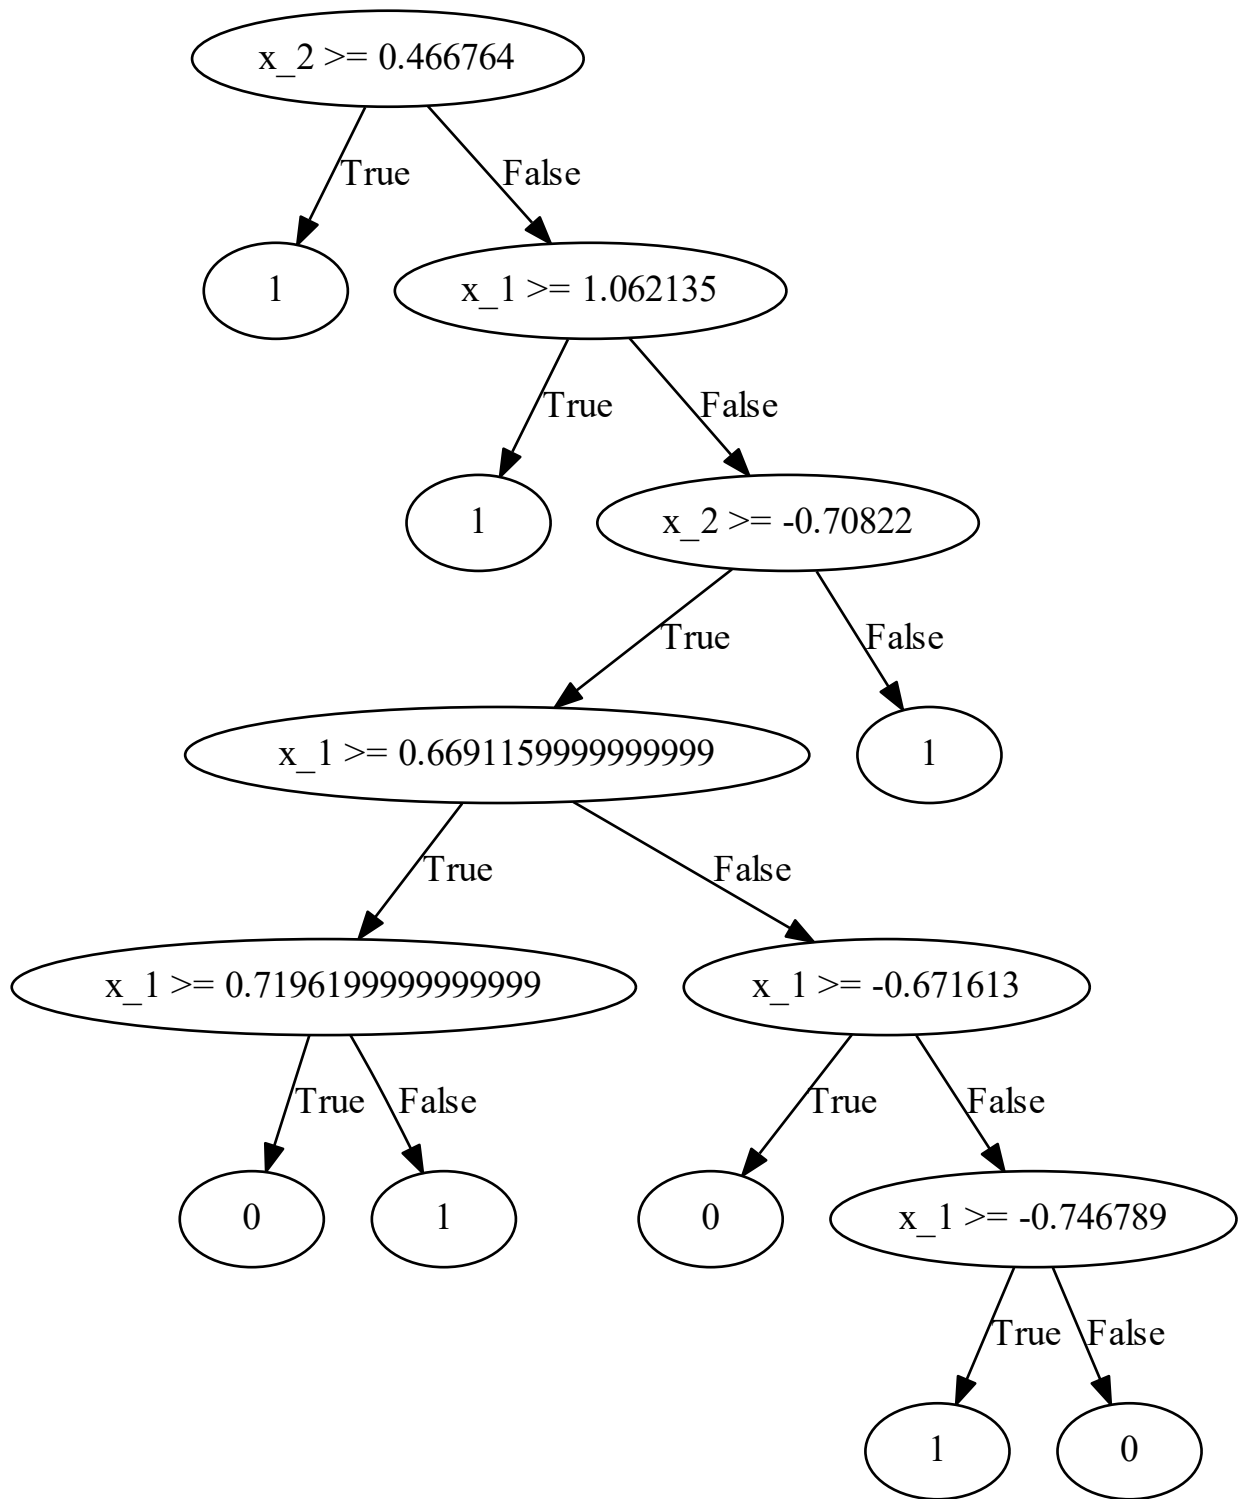 x_2 >= 0.466764
True
False
1
x_1 >= 1.062135
True
False
1
x_2 >= -0.70822
True
False
x_1 >= 0.6691159999999999
1
True
False
x_1 >= 0.7196199999999999
x_1 >= -0.671613
True
False
True
False
0
1
0
x_1 >= -0.746789
True
False
1
0